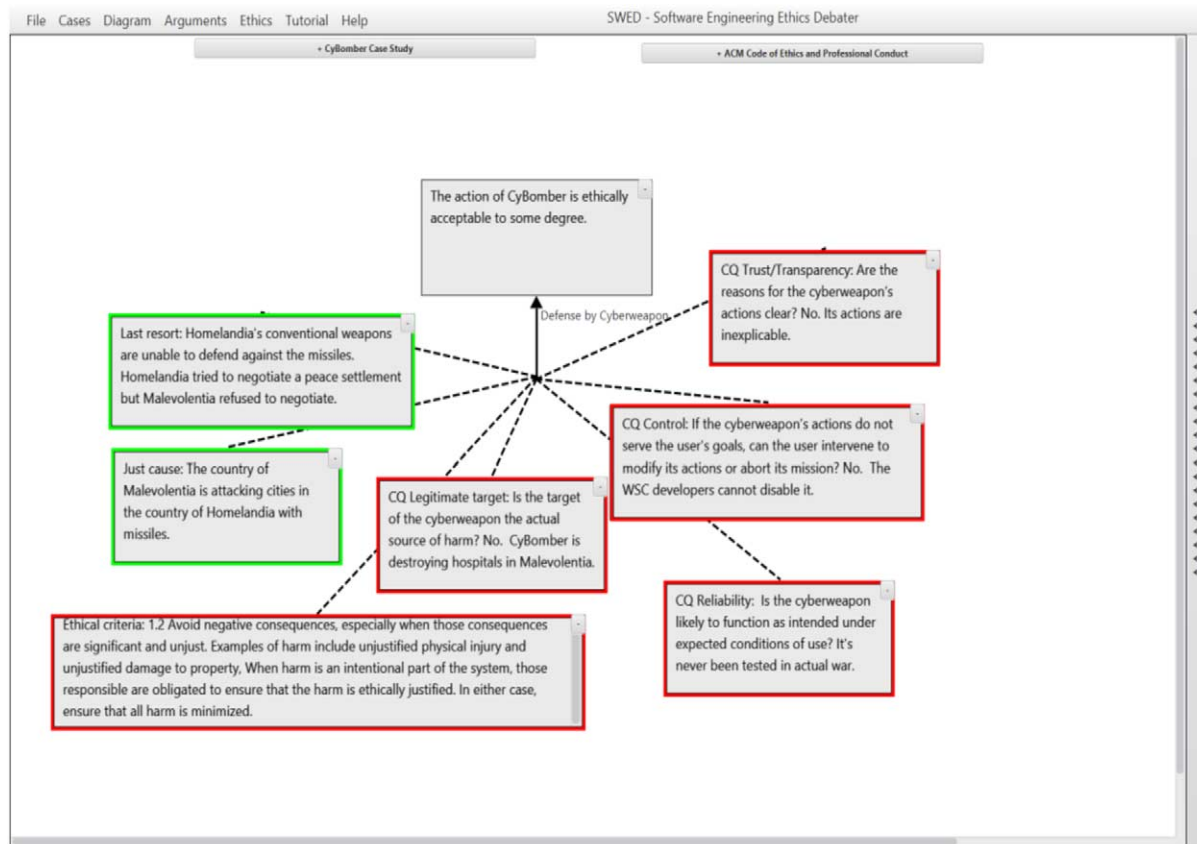 File Cases Diagram Arguments Ethics Tutorial Help
SWED - Software Engineering Ethics Debater
+ CyBomber Case Study
+ ACM Code of Ethics and Professional Conduct
The action of CyBomber is ethically
acceptable to some degree.
Defense by Cyberweapon
CQ Trust/Transparency: Are the
reasons for the cyberweapon's
actions clear? No. Its actions are
inexplicable.
Last resort: Homelandia's conventional weapons
are unable to defend against the missiles.
Homelandia tried to negotiate a peace settlement
but Malevolentia refused to negotiate.
CQ Control: If the cyberweapon's actions do not
serve the user's goals, can the user intervene to
modify its actions or abort its mission? No. The
WSC developers cannot disable it.
Just cause: The country of
Malevolentia is attacking cities in
the country of Homelandia with
missiles.
CQ Legitimate target: Is the target
of the cyberweapon the actual
source of harm? No. CyBomber is
destroying hospitals in Malevolentia.
CQ Reliability: Is the cyberweapon
likely to function as intended under
expected conditions of use? It's
never been tested in actual war.
Ethical criteria: 1.2 Avoid negative consequences, especially when those consequences
are significant and unjust. Examples of harm include unjustified physical injury and
unjustified damage to property, When harm is an intentional part of the system, those
responsible are obligated to ensure that the harm is ethically justified. In either case,
ensure that all harm is minimized.